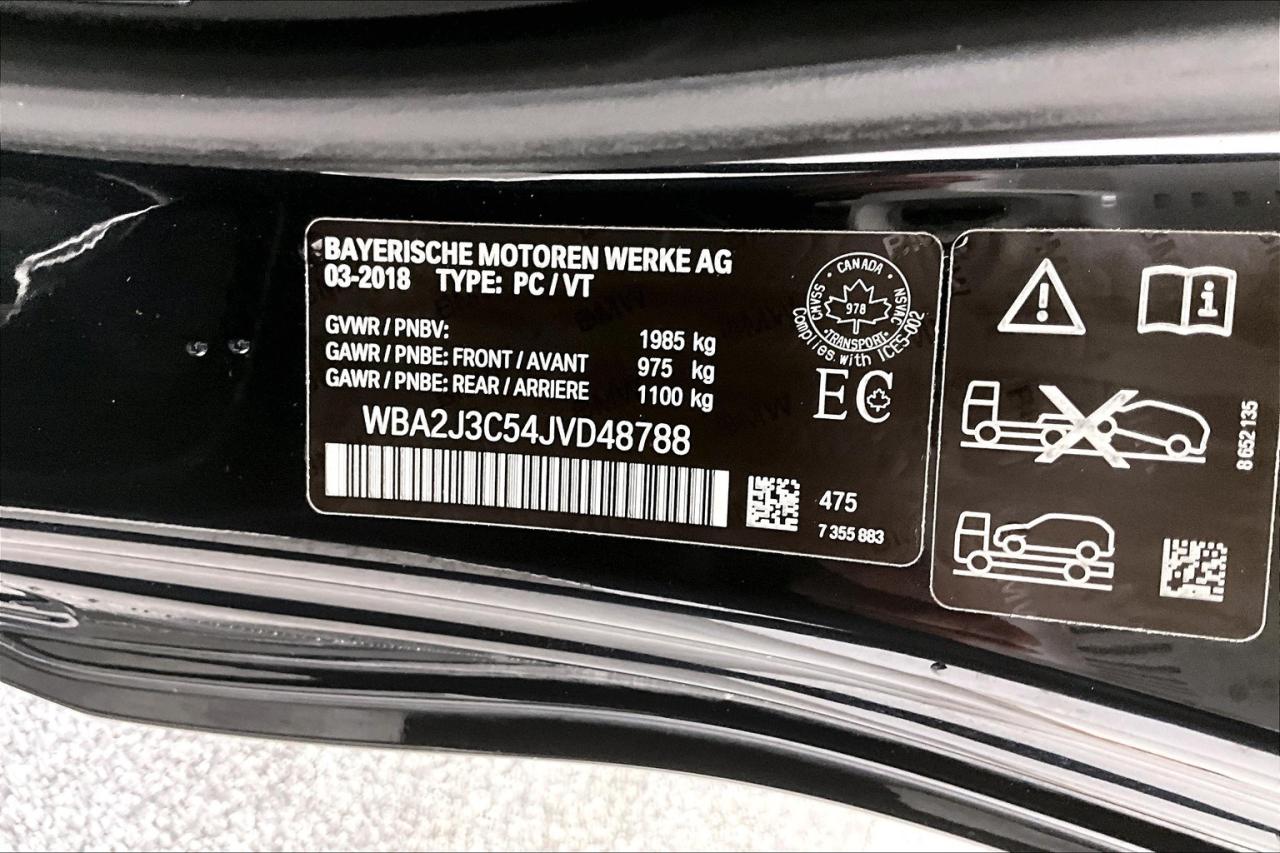 BAYERISCHE MOTOREN WERKE AG
03-2018 TYPE: PC / VT
GVWR / PNBV: 1985 kg
GAWR / PNBE: FRONT / AVANT 975 kg
GAWR / PNBE: REAR / ARRIERE 1100 kg
WBA2J3C54JVD48788
475
7 355 883
CANADA
CMVSS
NSVAC
978
TRANSPORT
Complies with ICES-002
EC
8 652 135